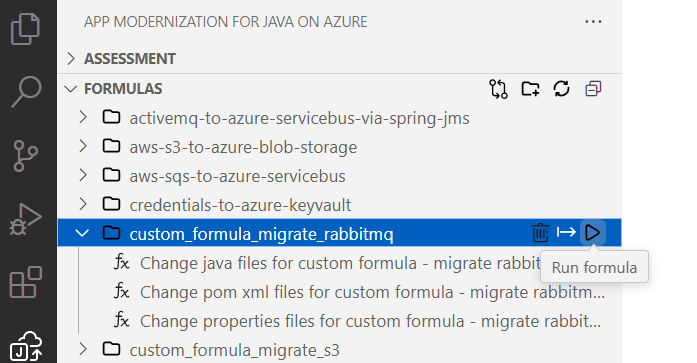 APP MODERNIZATION FOR JAVA ON AZURE
ASSESSMENT
FORMULAS
activemq-to-azure-servicebus-via-spring-jms
aws-s3-to-azure-blob-storage
aws-sqs-to-azure-servicebus
credentials-to-azure-keyvault
custom_formula_migrate_rabbitmq
Change java files for custom formula - migrate rabbit
Run formula
Change pom xml files for custom formula - migrate rabbitm...
Change properties files for custom formula - migrate rabbit...
custom_formula_migrate_s3